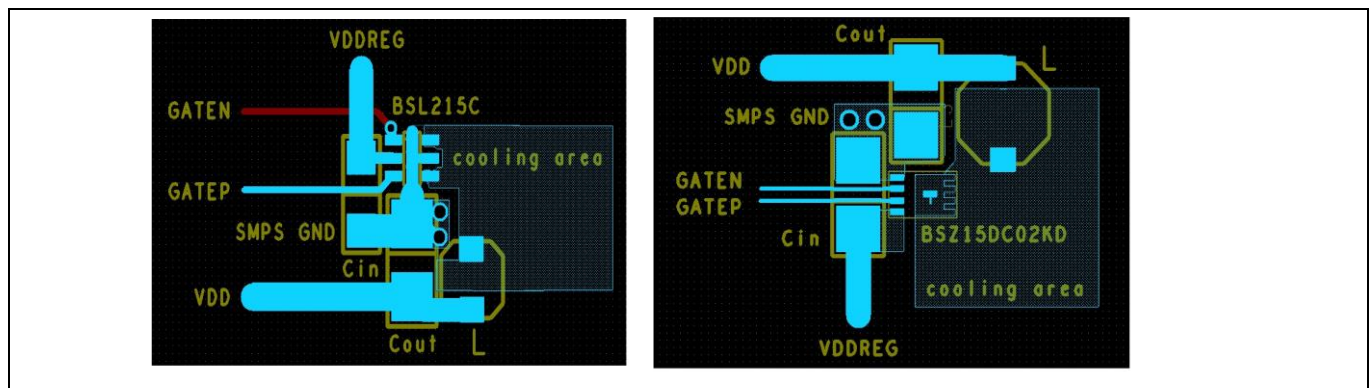 VDDREG
GATEN
BSL215C
cooling area
GATEP
SMPS GND
Cin
VDD
Cout
L
Cout
L
VDD
SMPS GND
GATEN
GATEP
BSZ15DC02KD
Cin
cooling area
VDDREG